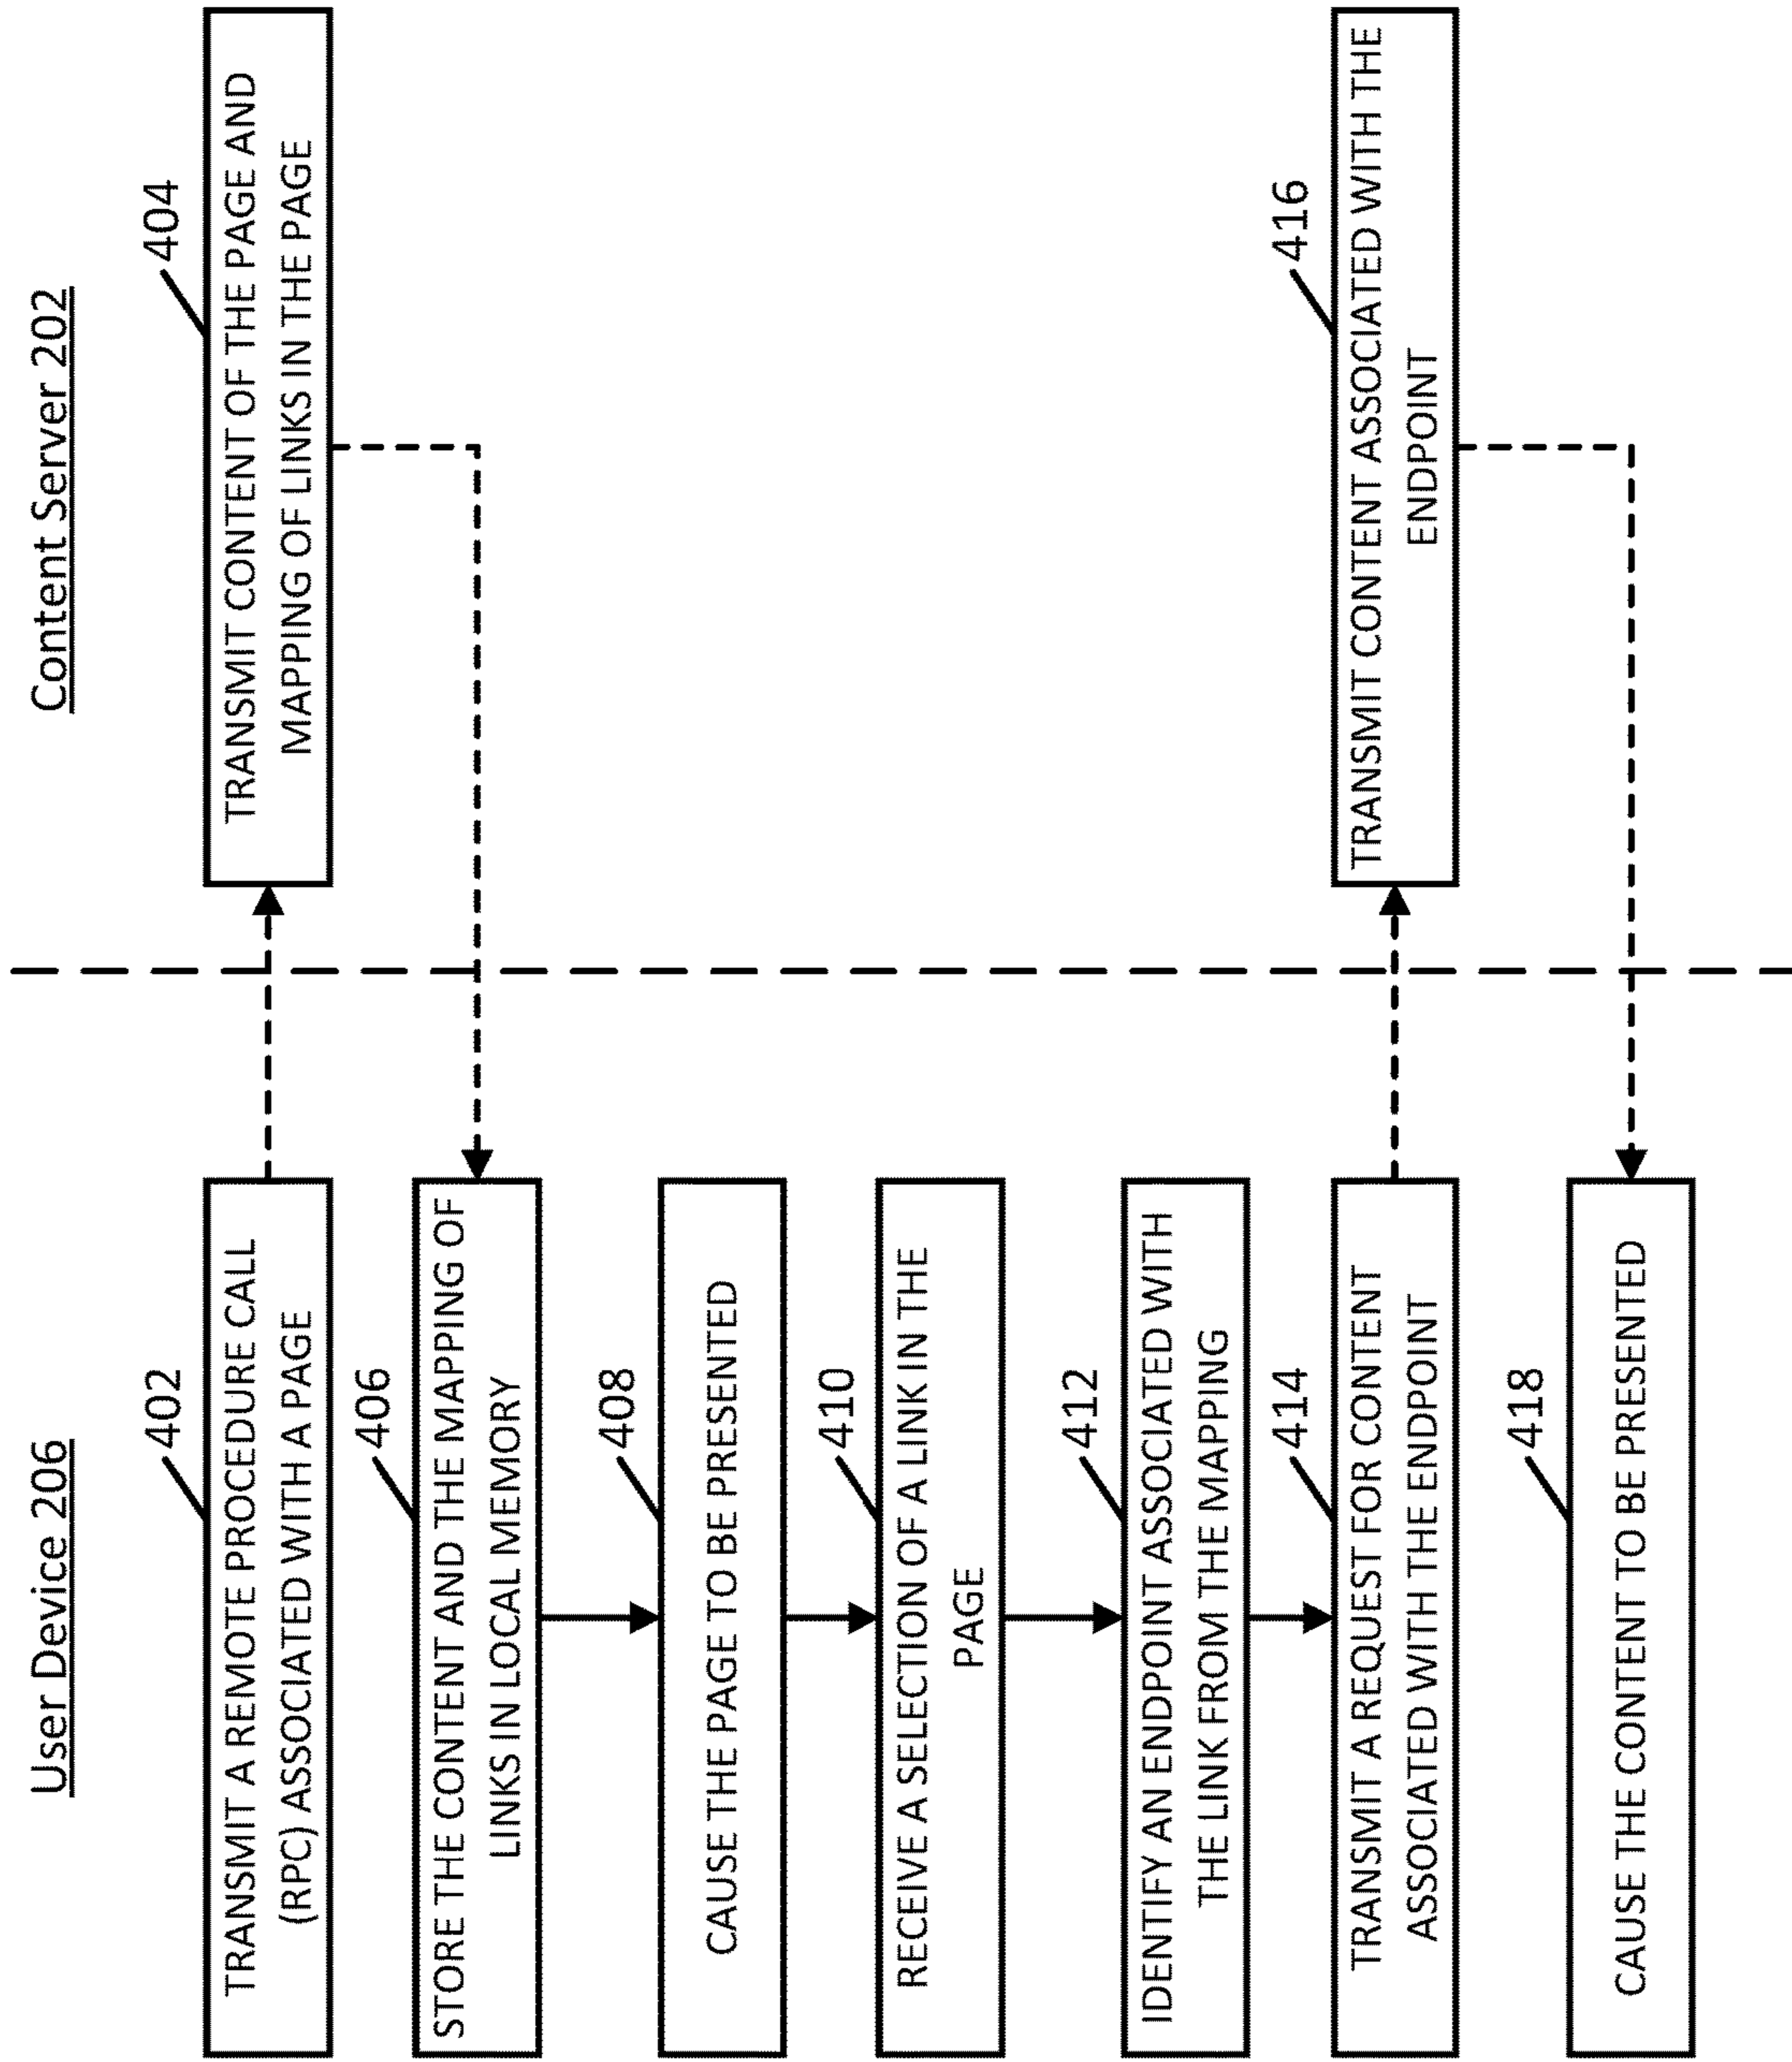 User Device 206
Content Server 202
402
TRANSMIT A REMOTE PROCEDURE CALL
(RPC) ASSOCIATED WITH A PAGE
404
TRANSMIT CONTENT OF THE PAGE AND
MAPPING OF LINKS IN THE PAGE
406
STORE THE CONTENT AND THE MAPPING OF
LINKS IN LOCAL MEMORY
408
CAUSE THE PAGE TO BE PRESENTED
410
RECEIVE A SELECTION OF A LINK IN THE
PAGE
412
IDENTIFY AN ENDPOINT ASSOCIATED WITH
THE LINK FROM THE MAPPING
414
TRANSMIT A REQUEST FOR CONTENT
ASSOCIATED WITH THE ENDPOINT
416
TRANSMIT CONTENT ASSOCIATED WITH THE
ENDPOINT
418
CAUSE THE CONTENT TO BE PRESENTED